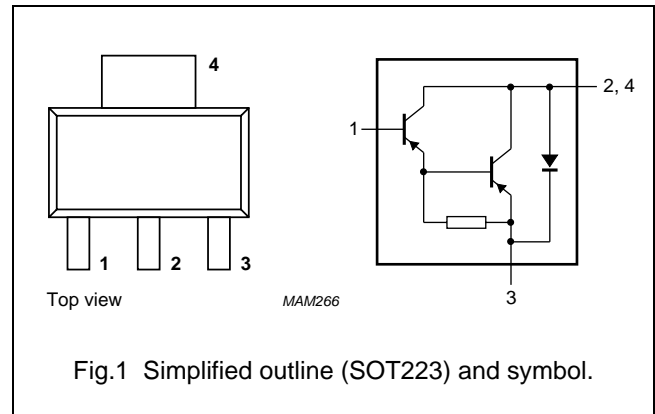 4
2, 4
1
1 2 3
Top view
MAM266
3
Fig.1 Simplified outline (SOT223) and symbol.